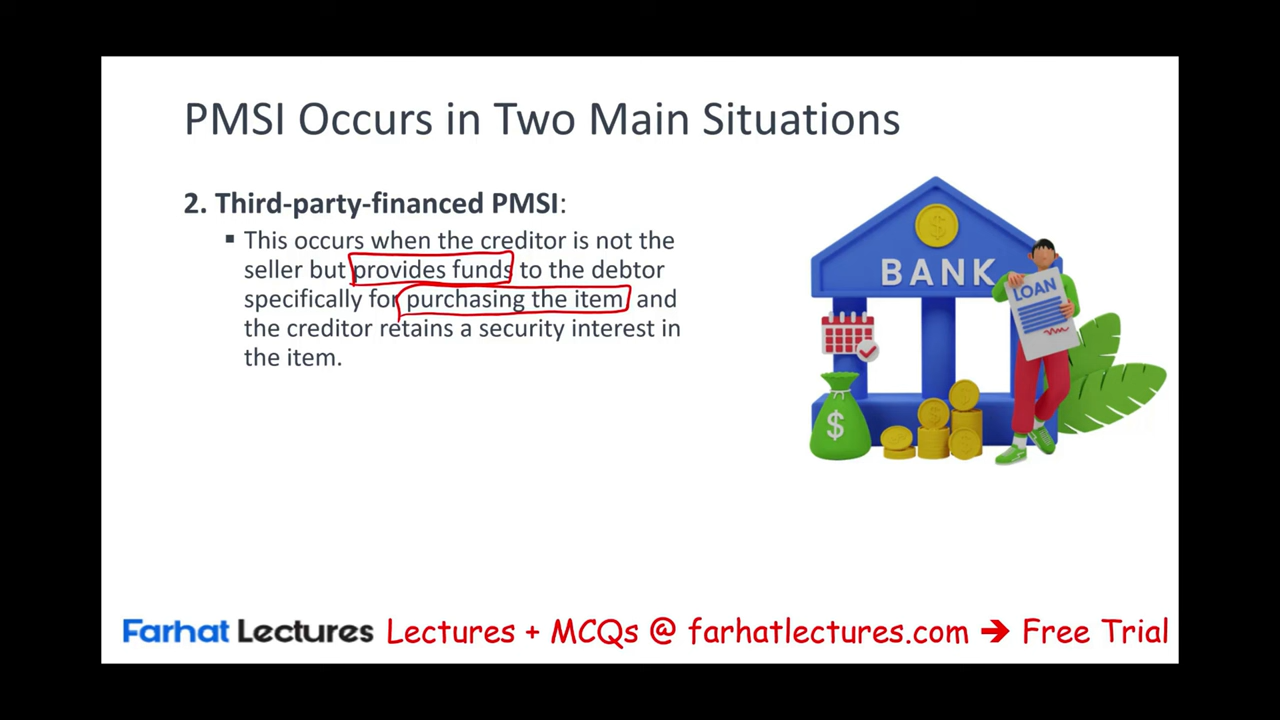 PMSI Occurs in Two Main Situations
2. Third-party-financed PMSI:
▪ This occurs when the creditor is not the
seller but provides funds to the debtor
specifically for purchasing the item and
the creditor retains a security interest in
the item.
BANK
$
LOAN
$
$
$
$
Farhat Lectures Lectures + MCQs @ farhatlectures.com ➔ Free Trial